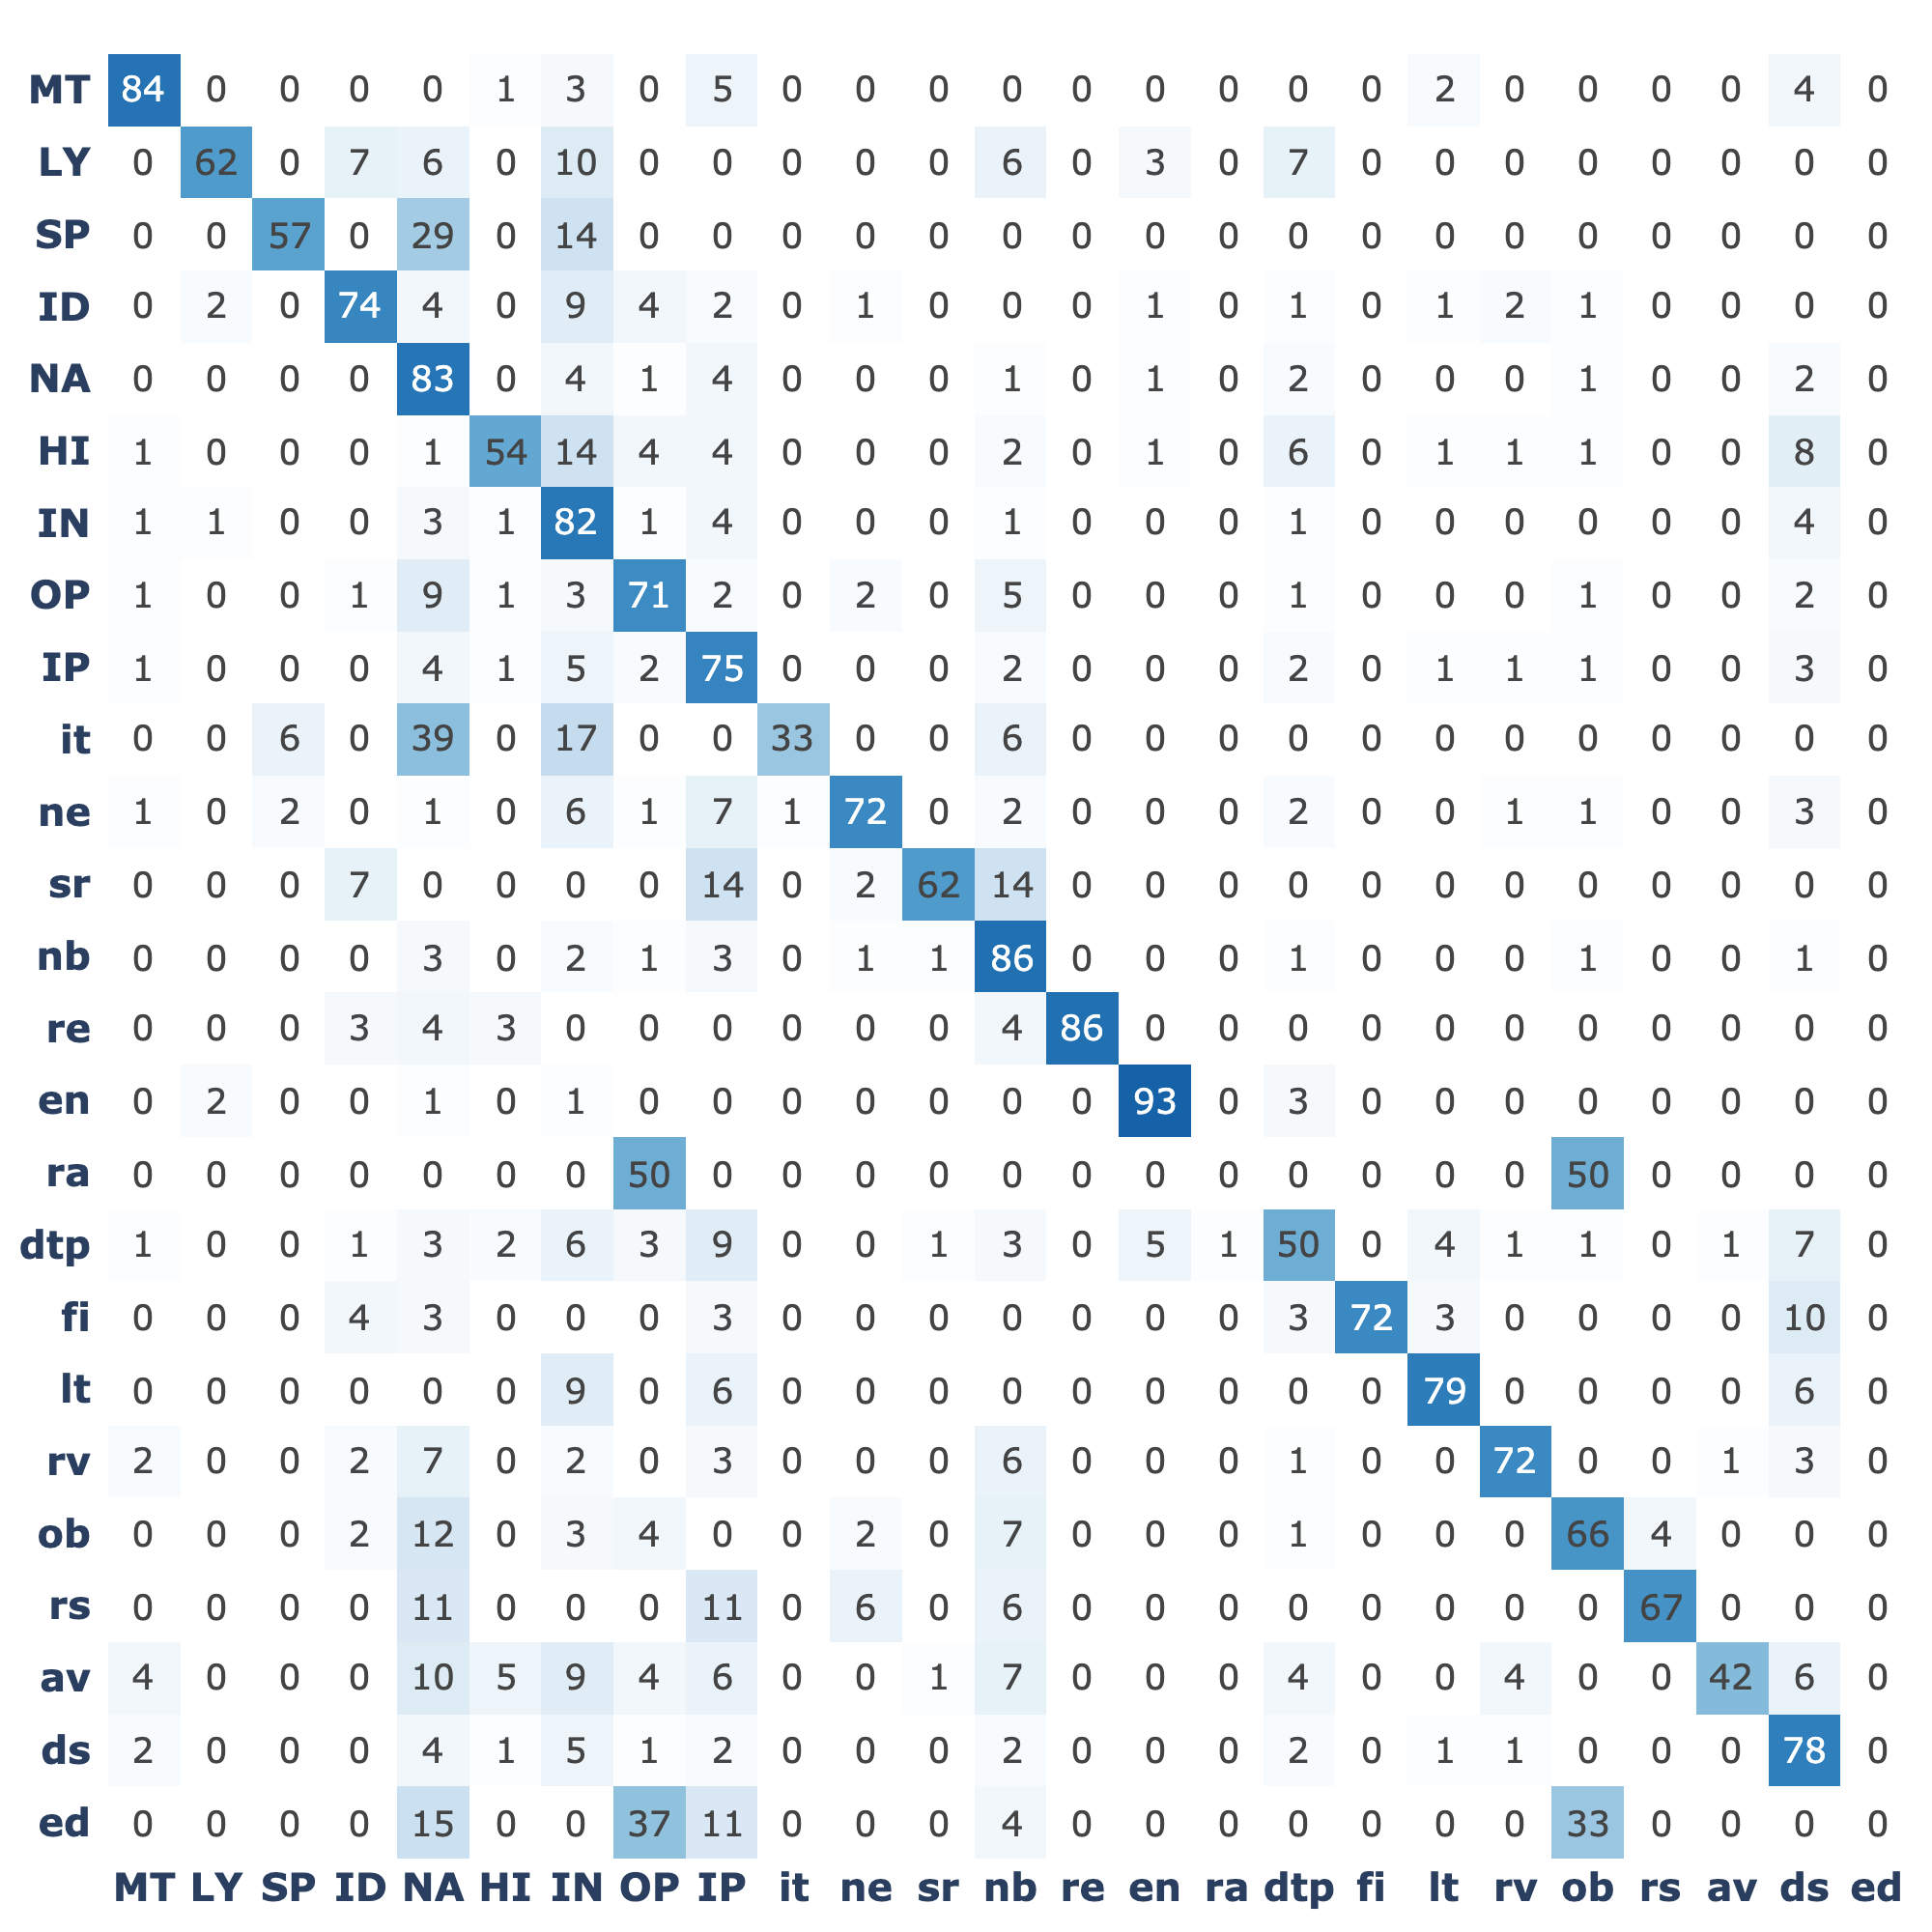 MT 84 0 0 0 0 1 3 0 5 0 0 0 0 0 0 0 0 0 2 0 0 0 0 4 0
LY 0 62 0 7 6 0 10 0 0 0 0 0 6 0 3 0 7 0 0 0 0 0 0 0 0
SP 0 0 57 0 29 0 14 0 0 0 0 0 0 0 0 0 0 0 0 0 0 0 0 0 0
ID 0 2 0 74 4 0 9 4 2 0 1 0 0 0 1 0 1 0 1 2 1 0 0 0 0
NA 0 0 0 0 83 0 4 1 4 0 0 0 1 0 1 0 2 0 0 0 1 0 0 2 0
HI 1 0 0 0 1 54 14 4 4 0 0 0 2 0 1 0 6 0 1 1 1 0 0 8 0
IN 1 1 0 0 3 1 82 1 4 0 0 0 1 0 0 0 1 0 0 0 0 0 0 4 0
OP 1 0 0 1 9 1 3 71 2 0 2 0 5 0 0 0 1 0 0 0 1 0 0 2 0
IP 1 0 0 0 4 1 5 2 75 0 0 0 2 0 0 0 2 0 1 1 1 0 0 3 0
it 0 0 6 0 39 0 17 0 0 33 0 0 6 0 0 0 0 0 0 0 0 0 0 0 0
ne 1 0 2 0 1 0 6 1 7 1 72 0 2 0 0 0 2 0 0 1 1 0 0 3 0
sr 0 0 0 7 0 0 0 0 14 0 2 62 14 0 0 0 0 0 0 0 0 0 0 0 0
nb 0 0 0 0 3 0 2 1 3 0 1 1 86 0 0 0 1 0 0 0 1 0 0 1 0
re 0 0 0 3 4 3 0 0 0 0 0 0 4 86 0 0 0 0 0 0 0 0 0 0 0
en 0 2 0 0 1 0 1 0 0 0 0 0 0 0 93 0 3 0 0 0 0 0 0 0 0
ra 0 0 0 0 0 0 0 50 0 0 0 0 0 0 0 0 0 0 0 0 50 0 0 0 0
dtp 1 0 0 1 3 2 6 3 9 0 0 1 3 0 5 1 50 0 4 1 1 0 1 7 0
fi 0 0 0 4 3 0 0 0 3 0 0 0 0 0 0 0 3 72 3 0 0 0 0 10 0
lt 0 0 0 0 0 0 9 0 6 0 0 0 0 0 0 0 0 0 79 0 0 0 0 6 0
rv 2 0 0 2 7 0 2 0 3 0 0 0 6 0 0 0 1 0 0 72 0 0 1 3 0
ob 0 0 0 2 12 0 3 4 0 0 2 0 7 0 0 0 1 0 0 0 66 4 0 0 0
rs 0 0 0 0 11 0 0 0 11 0 6 0 6 0 0 0 0 0 0 0 0 67 0 0 0
av 4 0 0 0 10 5 9 4 6 0 0 1 7 0 0 0 4 0 0 4 0 0 42 6 0
ds 2 0 0 0 4 1 5 1 2 0 0 0 2 0 0 0 2 0 1 1 0 0 0 78 0
ed 0 0 0 0 15 0 0 37 11 0 0 0 4 0 0 0 0 0 0 0 33 0 0 0 0
MT LY SP ID NA HI IN OP IP it ne sr nb re en ra dtp fi lt rv ob rs av ds ed